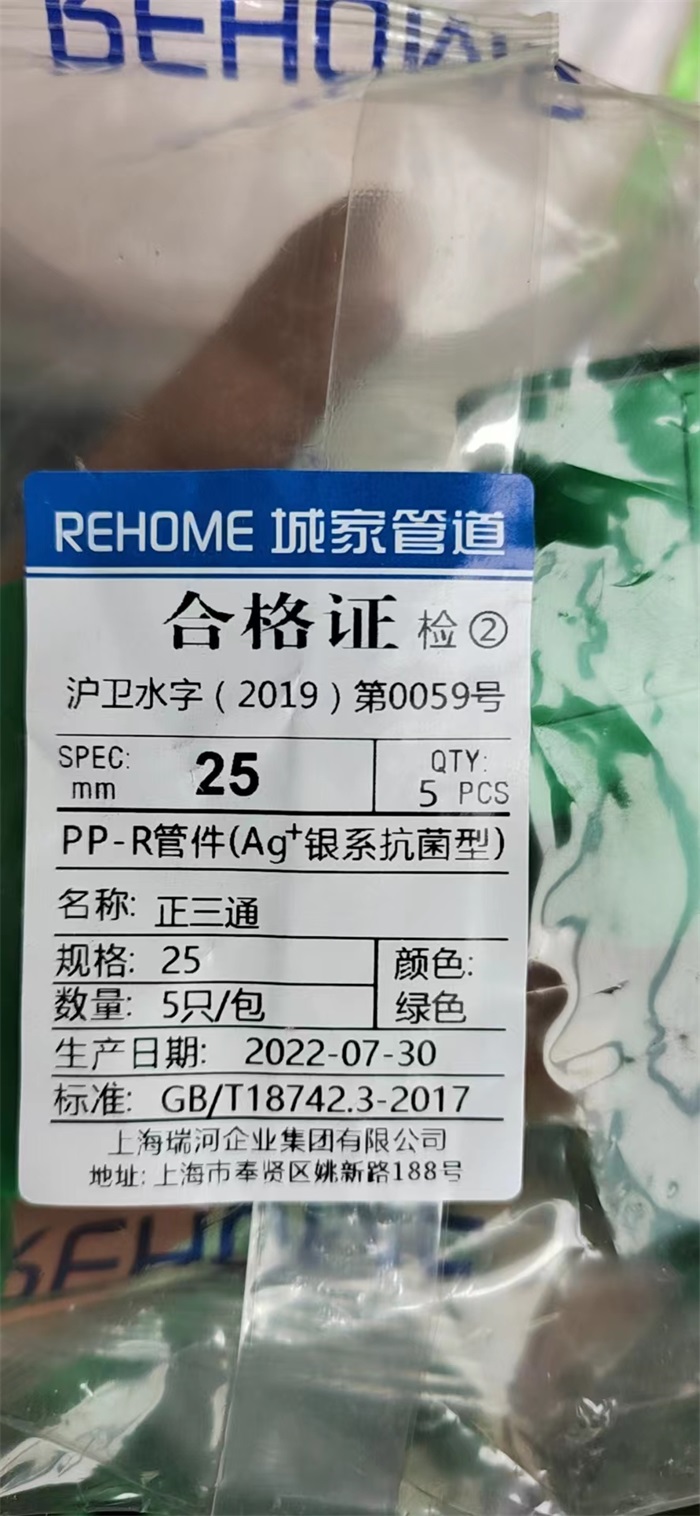 REHOME
REHOME 城家管道
合格证 检②
沪卫水字（2019）第0059号
SPEC: mm 25 QTY: 5 PCS
PP-R管件(Ag⁺银系抗菌型)
名称: 正三通
规格: 25 颜色:
数量: 5只/包 绿色
生产日期: 2022-07-30
标准: GB/T18742.3-2017
上海瑞河企业集团有限公司
地址: 上海市奉贤区姚新路188号
REHOME